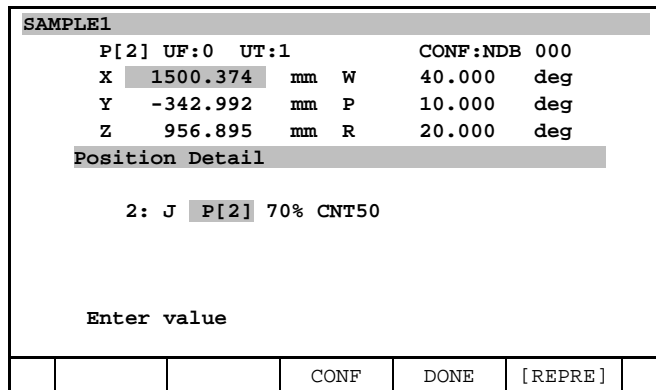 SAMPLE1
P[2] UF:0 UT:1 CONF:NDB 000
X 1500.374 mm W 40.000 deg
Y -342.992 mm P 10.000 deg
Z 956.895 mm R 20.000 deg
Position Detail
2: J P[2] 70% CNT50
Enter value
CONF DONE [REPRE]